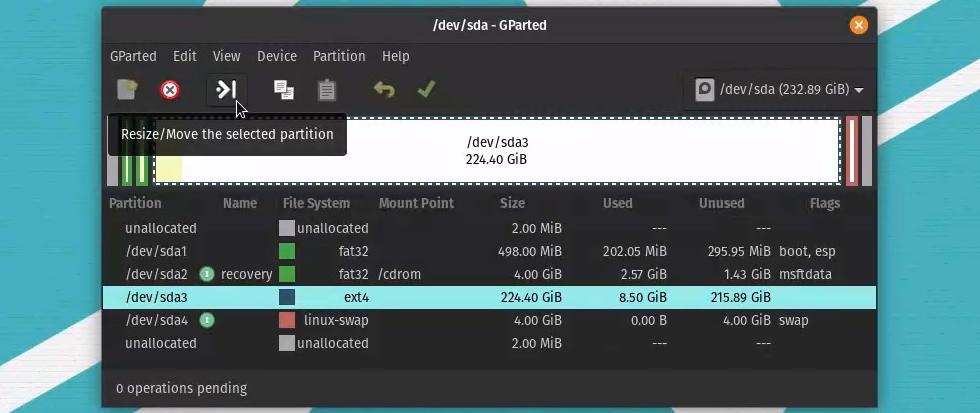 /dev/sda - GParted
GParted Edit View Device Partition Help
/dev/sda (232.89 GiB)
Resize/Move the selected partition
/dev/sda3
224.40 GiB
Partition Name File System Mount Point Size Used Unused Flags
unallocated unallocated 2.00 MiB --- ---
/dev/sda1 fat32 498.00 MiB 202.05 MiB 295.95 MiB boot, esp
/dev/sda2 recovery fat32 /cdrom 4.00 GiB 2.57 GiB 1.43 GiB msftdata
/dev/sda3 ext4 224.40 GiB 8.50 GiB 215.89 GiB
/dev/sda4 linux-swap 4.00 GiB 0.00 B 4.00 GiB swap
unallocated unallocated 2.00 MiB --- ---
0 operations pending